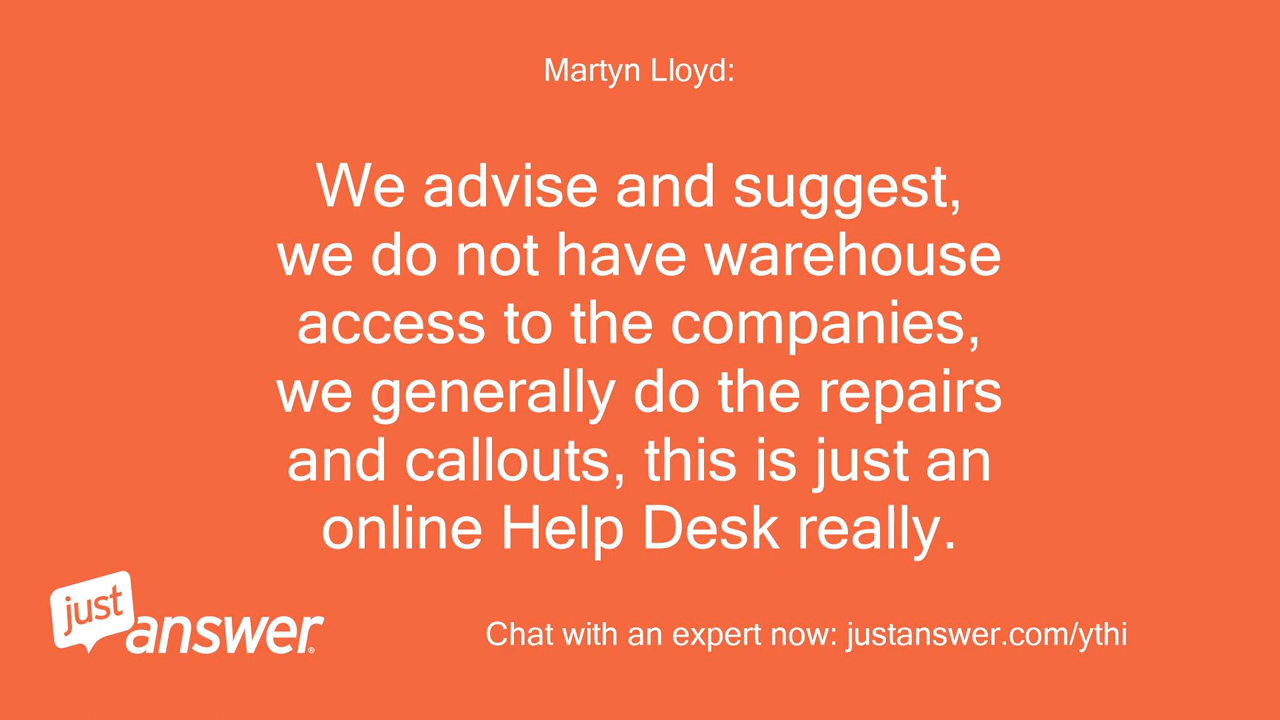 Martyn Lloyd:
We advise and suggest,
we do not have warehouse
access to the companies,
we generally do the repairs
and callouts, this is just an
online Help Desk really.
just
answer®
Chat with an expert now: justanswer.com/ythi